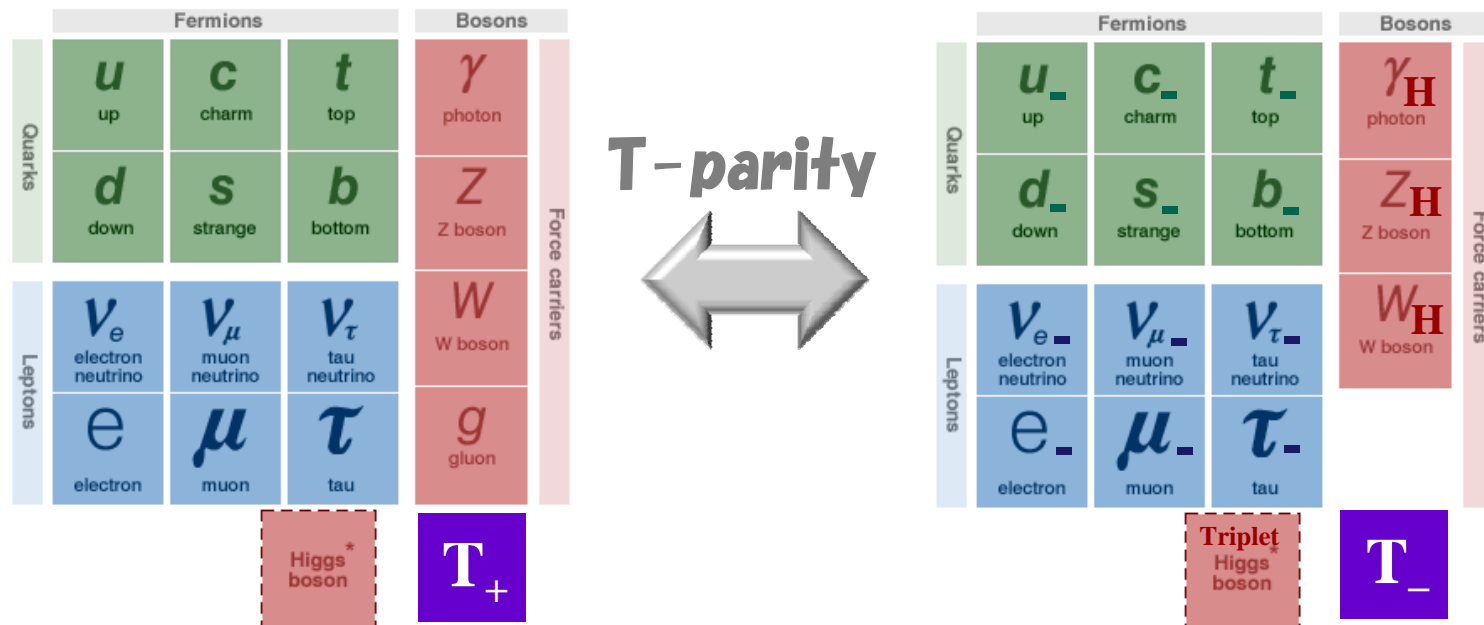 Fermions
Bosons
Quarks
u
up
c
charm
t
top
γ
photon
d
down
s
strange
b
bottom
Z
Z boson
Force carriers
Leptons
νe
electron
neutrino
νμ
muon
neutrino
ντ
tau
neutrino
W
W boson
e
electron
μ
muon
τ
tau
g
gluon
Higgs*
boson
T+
T-parity
Fermions
Bosons
Quarks
u-
up
c-
charm
t-
top
γH
photon
d-
down
s-
strange
b-
bottom
ZH
Z boson
Force carriers
Leptons
νe-
electron
neutrino
νμ-
muon
neutrino
ντ-
tau
neutrino
WH
W boson
e-
electron
μ-
muon
τ-
tau
Triplet
Higgs*
boson
T−